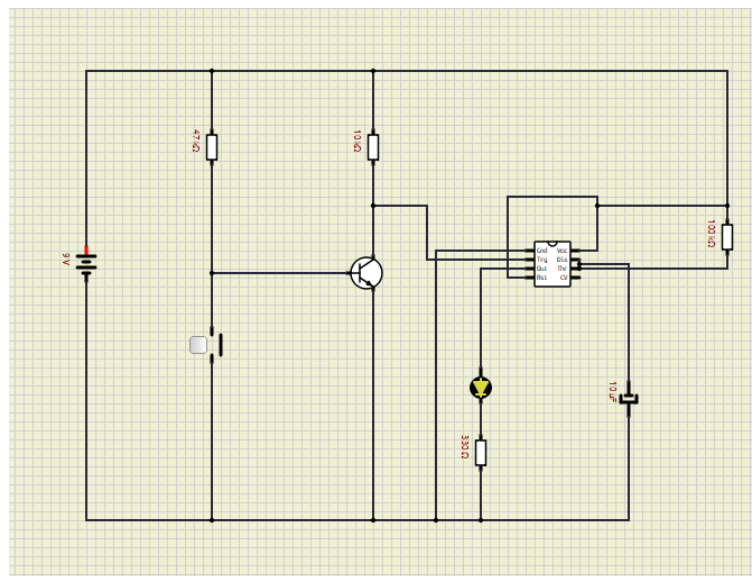 47 kΩ
10 kΩ
9 V
100 kΩ
Gnd Vcc
Trg Dis
Out Thr
Rst CV
10 µF
330 Ω